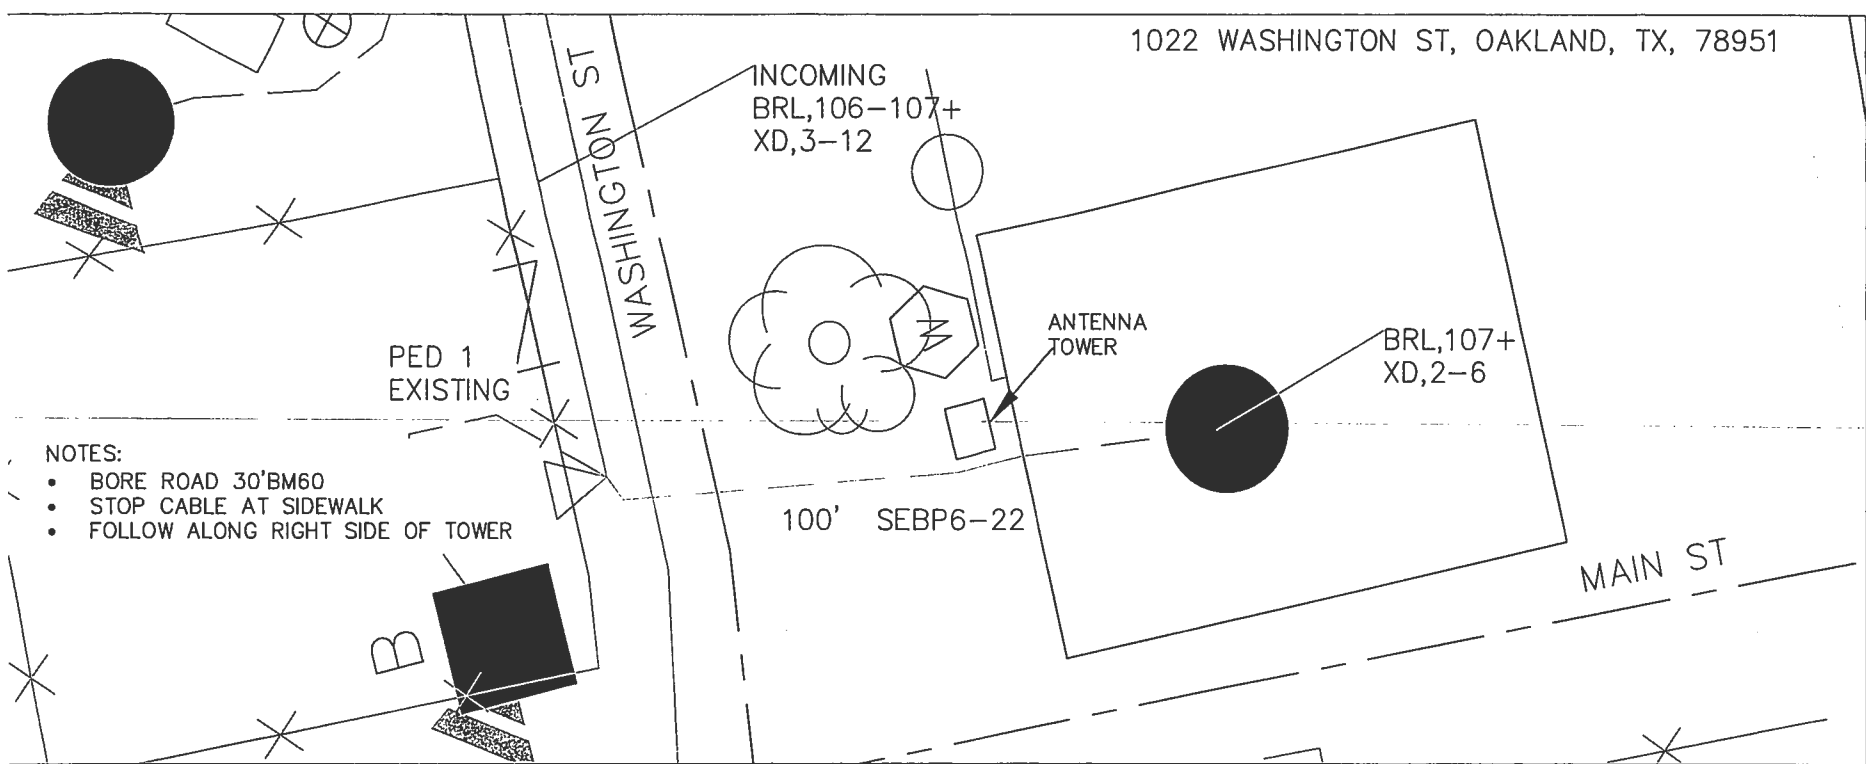 1022 WASHINGTON ST, OAKLAND, TX, 78951
INCOMING
BRL,106-107+
XD,3-12
WASHINGTON ST
ANTENNA
TOWER
BRL,107+
XD,2-6
PED 1
EXISTING
NOTES:
• BORE ROAD 30'BM60
• STOP CABLE AT SIDEWALK
• FOLLOW ALONG RIGHT SIDE OF TOWER
100' SEBP6-22
MAIN ST
B
W